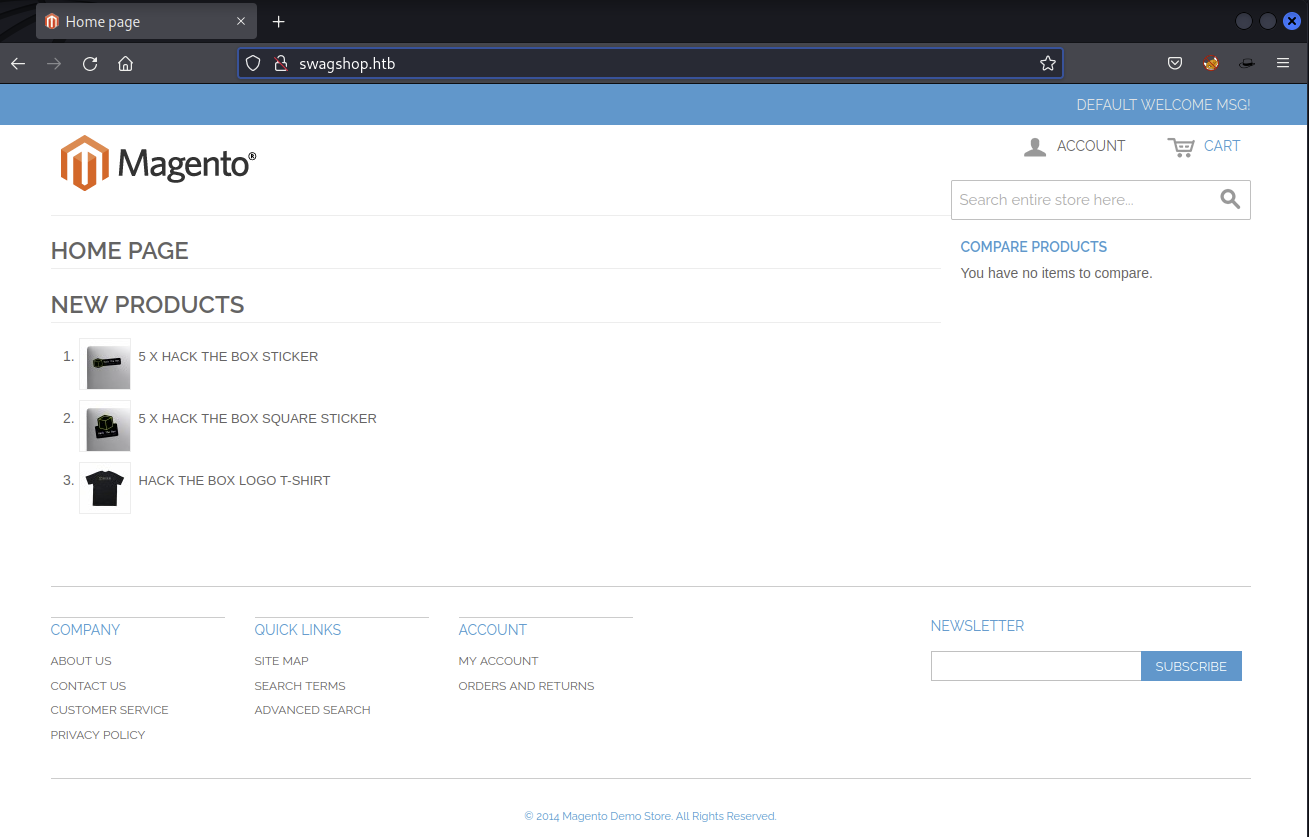 Home page
swagshop.htb
DEFAULT WELCOME MSG!
Magento®
ACCOUNT
CART
Search entire store here...
HOME PAGE
COMPARE PRODUCTS
You have no items to compare.
NEW PRODUCTS
1. 5 X HACK THE BOX STICKER
2. 5 X HACK THE BOX SQUARE STICKER
3. HACK THE BOX LOGO T-SHIRT
COMPANY
ABOUT US
CONTACT US
CUSTOMER SERVICE
PRIVACY POLICY
QUICK LINKS
SITE MAP
SEARCH TERMS
ADVANCED SEARCH
ACCOUNT
MY ACCOUNT
ORDERS AND RETURNS
NEWSLETTER
SUBSCRIBE
© 2014 Magento Demo Store. All Rights Reserved.